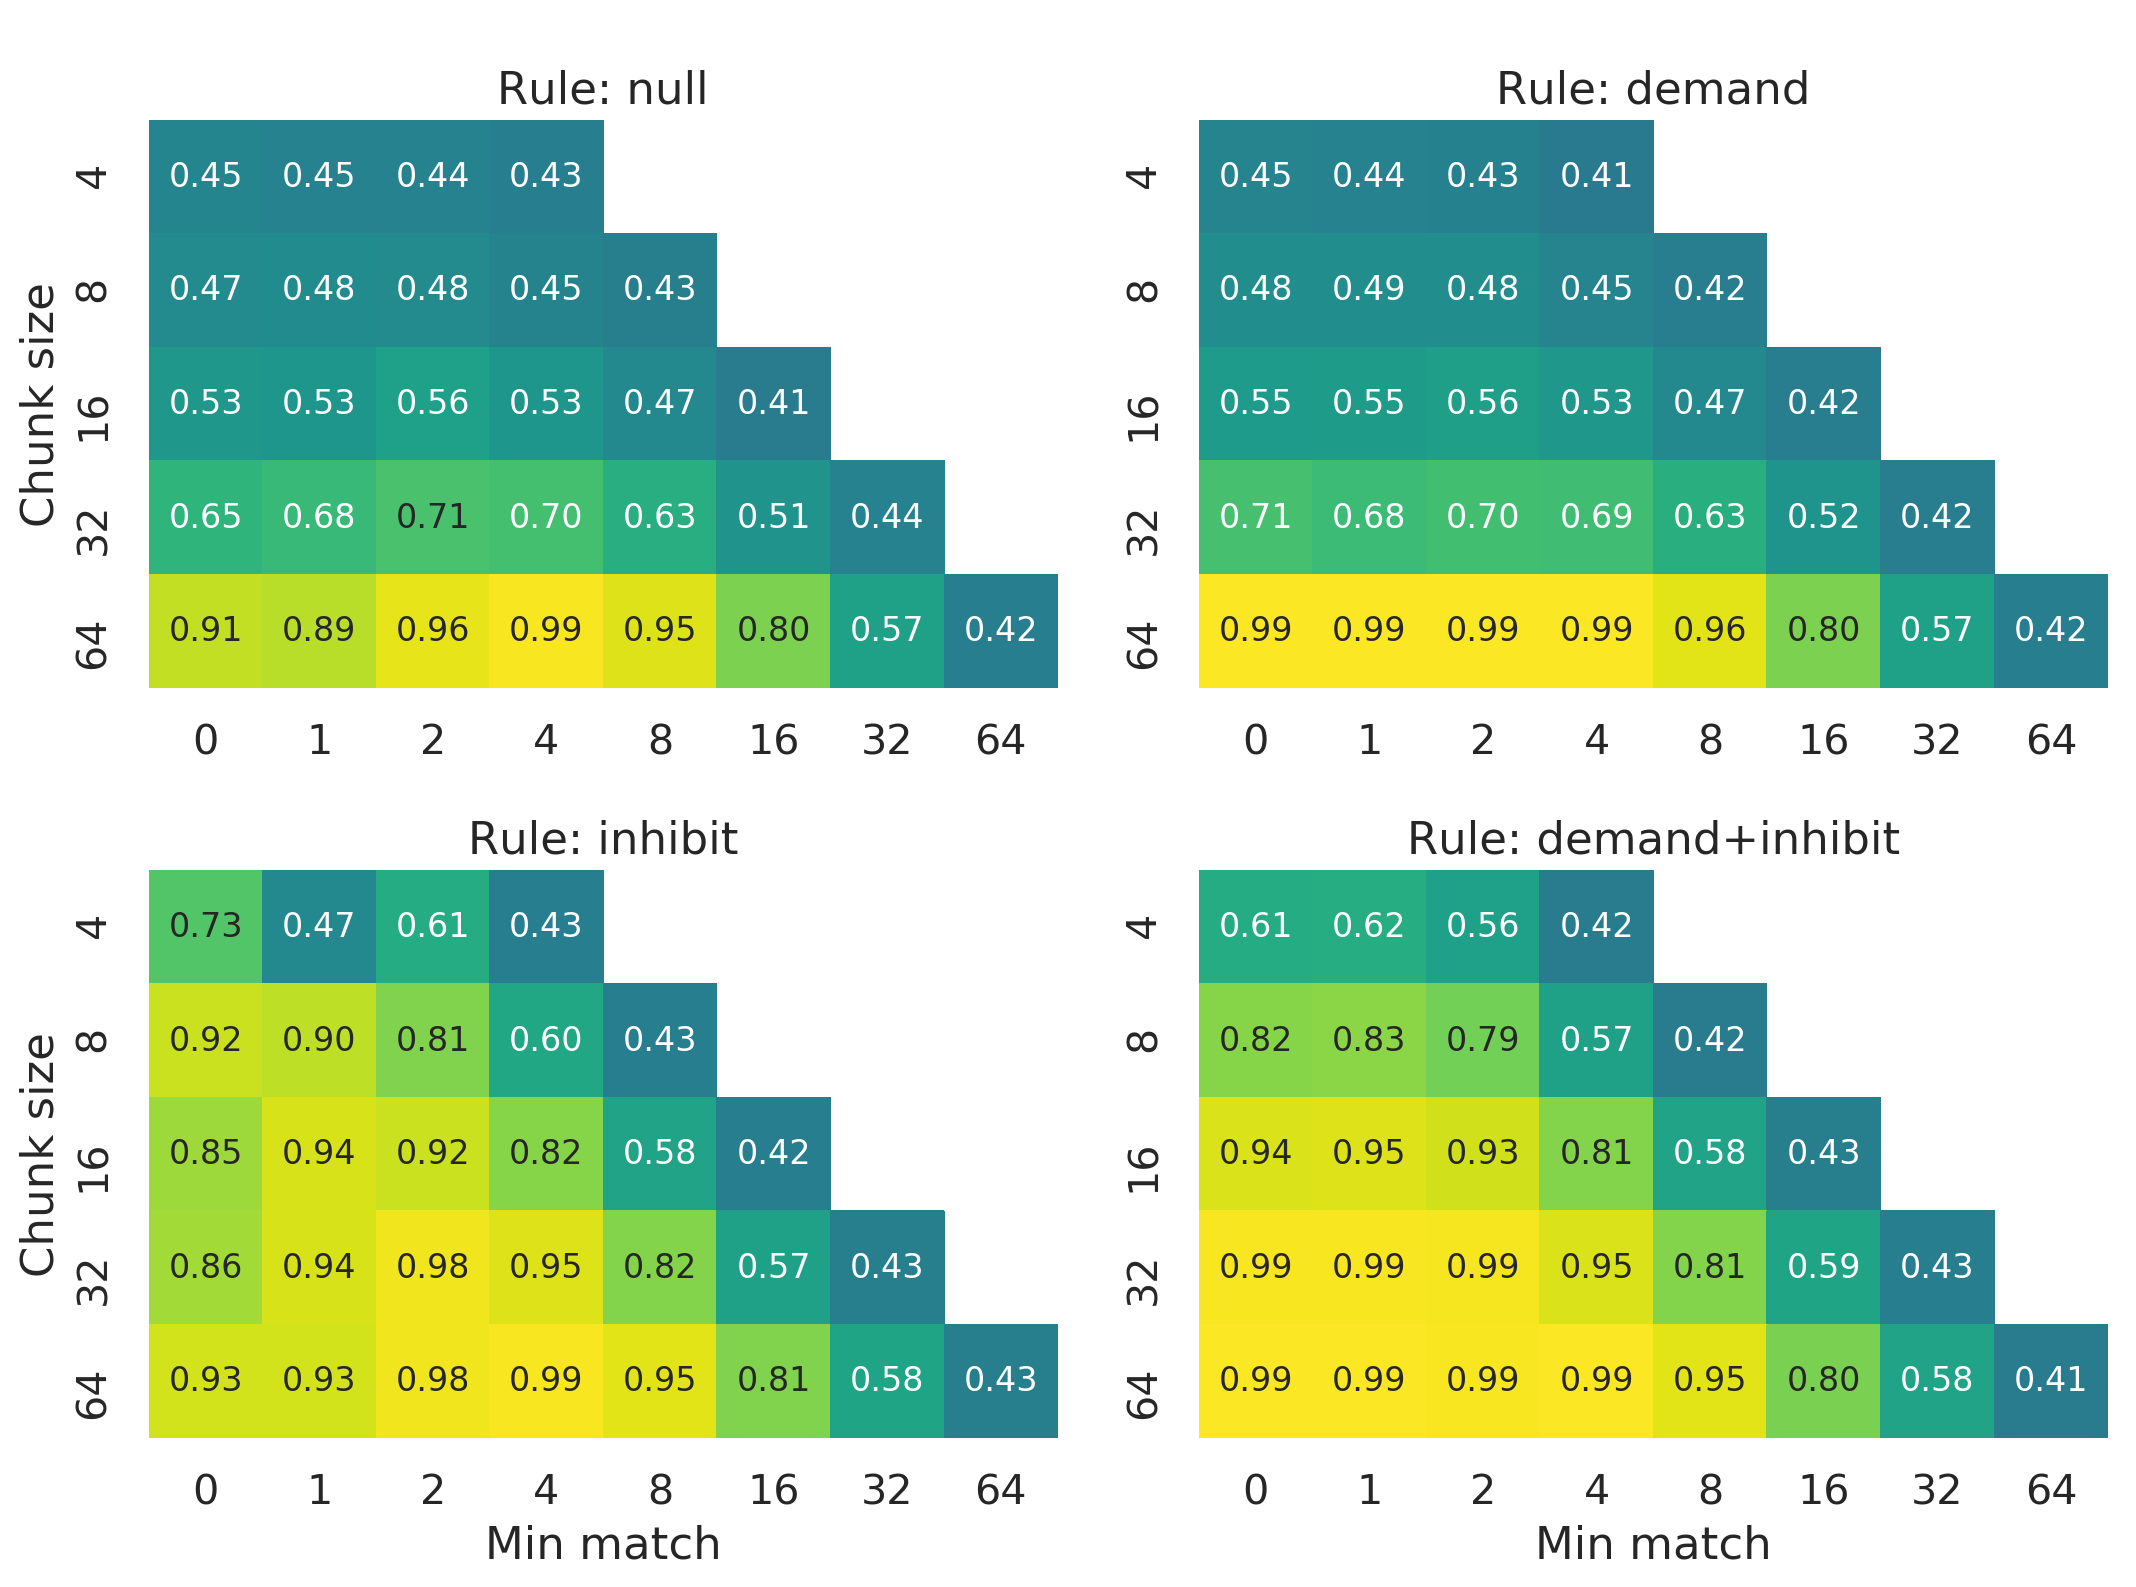 Rule: null
Chunk size
4 0.45 0.45 0.44 0.43
8 0.47 0.48 0.48 0.45 0.43
16 0.53 0.53 0.56 0.53 0.47 0.41
32 0.65 0.68 0.71 0.70 0.63 0.51 0.44
64 0.91 0.89 0.96 0.99 0.95 0.80 0.57 0.42
0 1 2 4 8 16 32 64
Rule: demand
4 0.45 0.44 0.43 0.41
8 0.48 0.49 0.48 0.45 0.42
16 0.55 0.55 0.56 0.53 0.47 0.42
32 0.71 0.68 0.70 0.69 0.63 0.52 0.42
64 0.99 0.99 0.99 0.99 0.96 0.80 0.57 0.42
0 1 2 4 8 16 32 64
Rule: inhibit
Chunk size
4 0.73 0.47 0.61 0.43
8 0.92 0.90 0.81 0.60 0.43
16 0.85 0.94 0.92 0.82 0.58 0.42
32 0.86 0.94 0.98 0.95 0.82 0.57 0.43
64 0.93 0.93 0.98 0.99 0.95 0.81 0.58 0.43
0 1 2 4 8 16 32 64
Min match
Rule: demand+inhibit
4 0.61 0.62 0.56 0.42
8 0.82 0.83 0.79 0.57 0.42
16 0.94 0.95 0.93 0.81 0.58 0.43
32 0.99 0.99 0.99 0.95 0.81 0.59 0.43
64 0.99 0.99 0.99 0.99 0.95 0.80 0.58 0.41
0 1 2 4 8 16 32 64
Min match